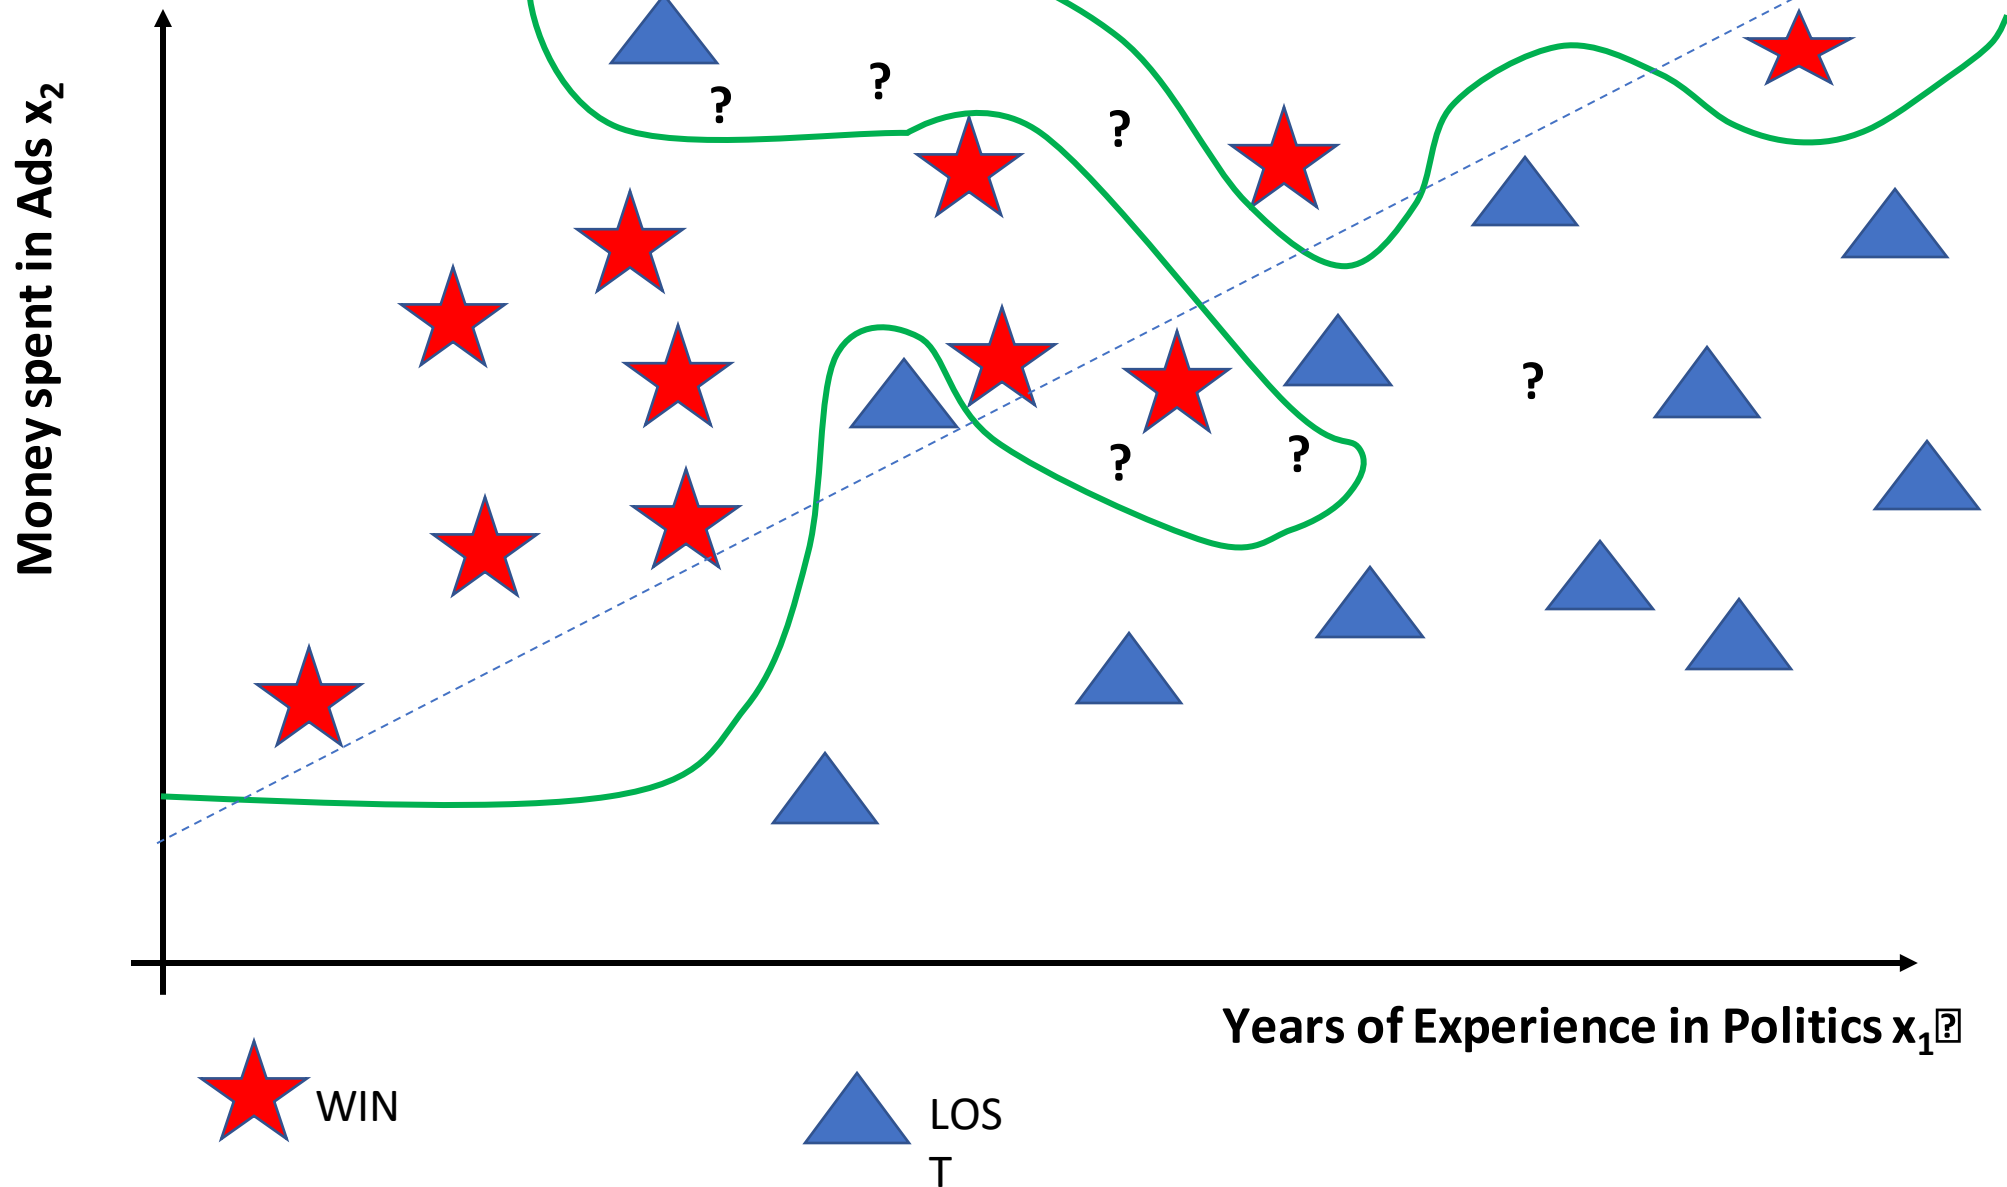 Money spent in Ads x₂
?
?
?
?
?
?
Years of Experience in Politics x₁�
WIN
LOS
T